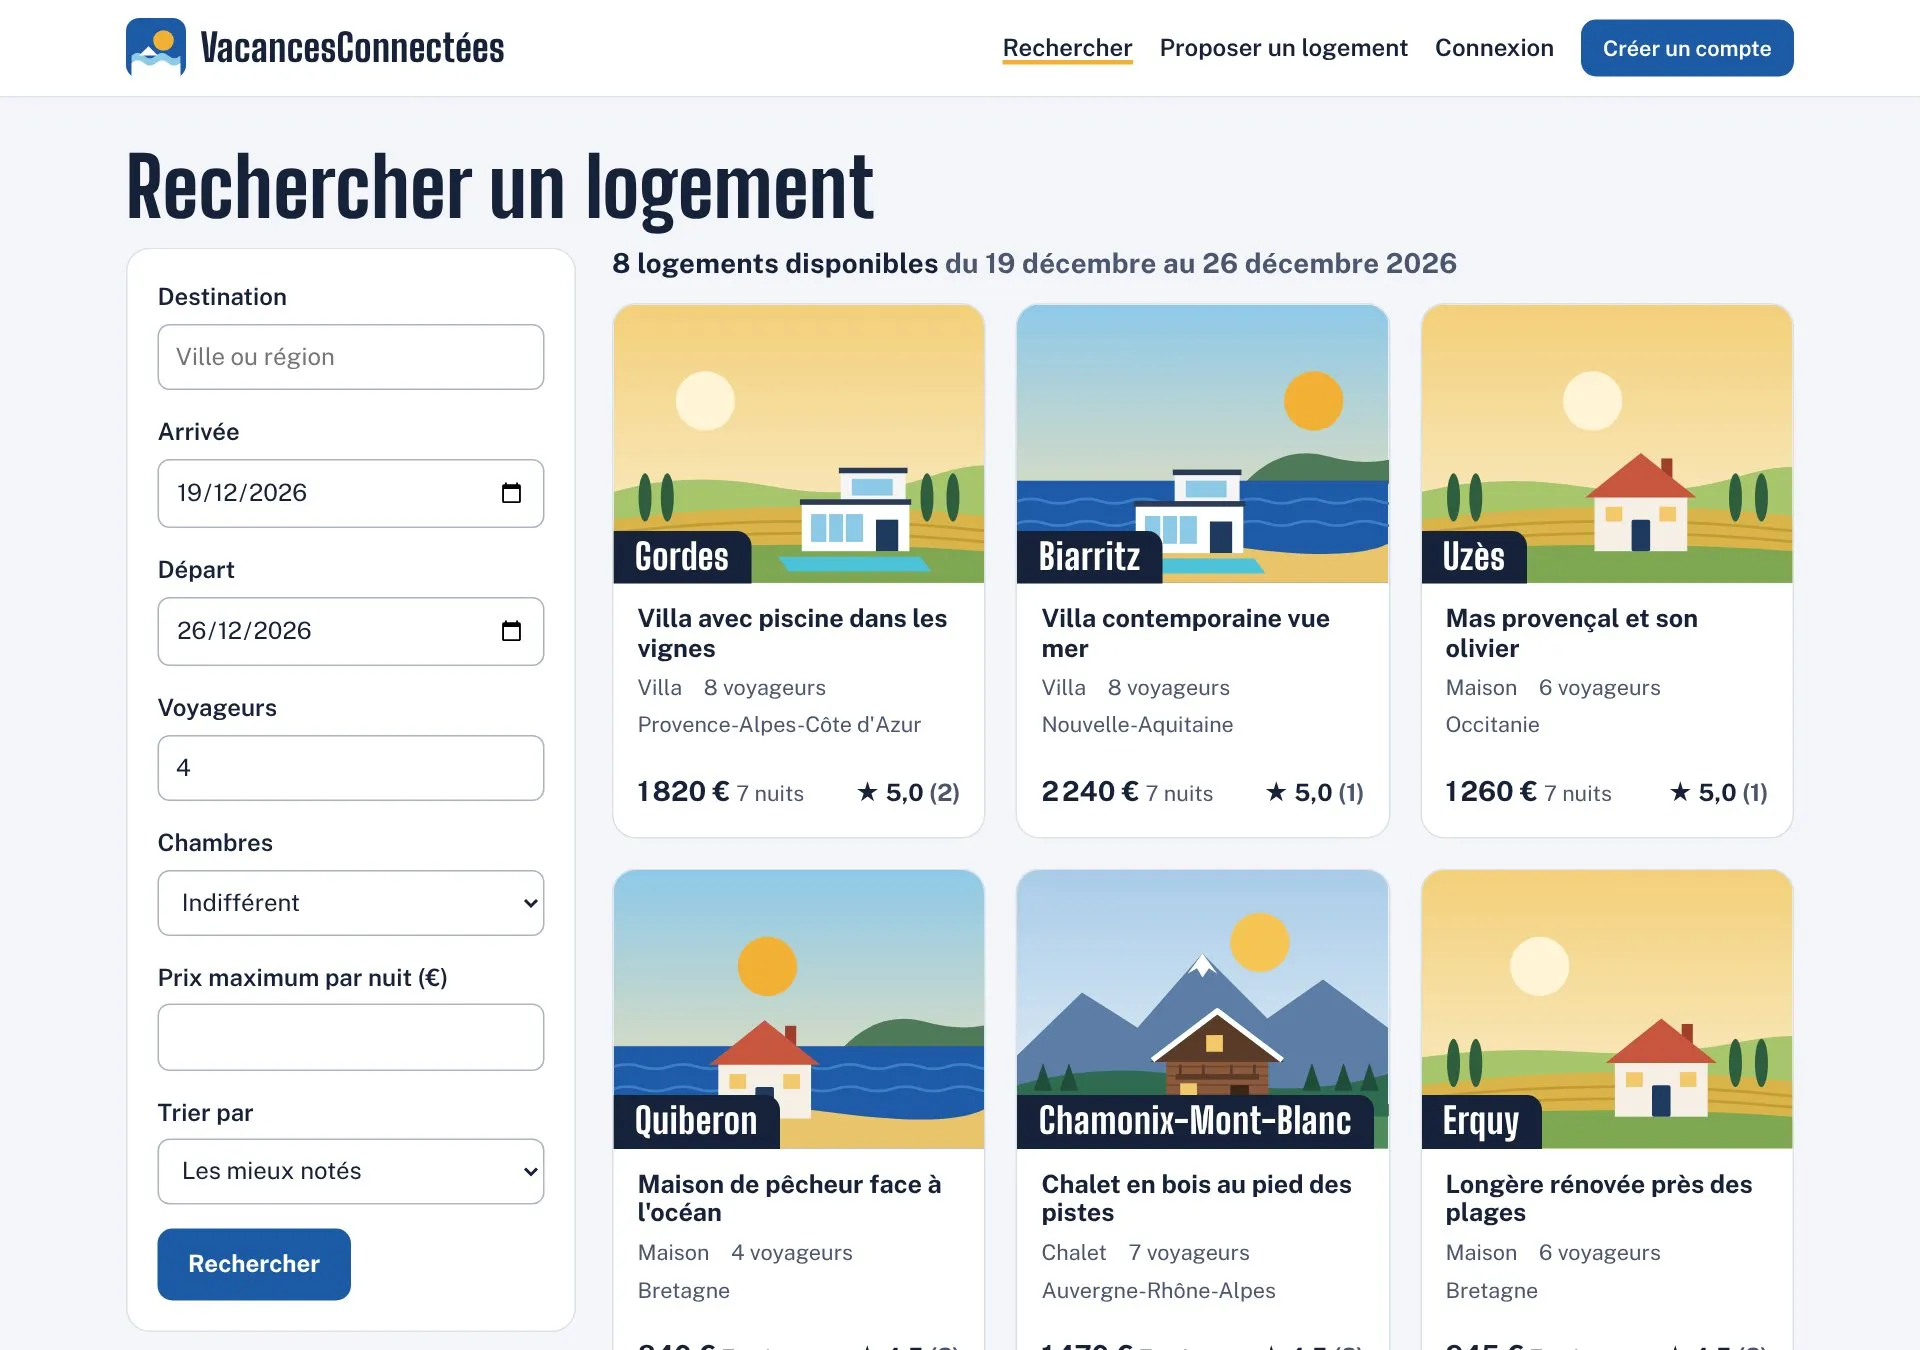 VacancesConnectées
Rechercher
Proposer un logement
Connexion
Créer un compte
Rechercher un logement
Destination
Ville ou région
Arrivée
19/12/2026
Départ
26/12/2026
Voyageurs
4
Chambres
Indifférent
Prix maximum par nuit (€)
Trier par
Les mieux notés
Rechercher
8 logements disponibles du 19 décembre au 26 décembre 2026
Gordes
Villa avec piscine dans les
vignes
Villa 8 voyageurs
Provence-Alpes-Côte d'Azur
1 820 € 7 nuits ★ 5,0 (2)
Biarritz
Villa contemporaine vue
mer
Villa 8 voyageurs
Nouvelle-Aquitaine
2 240 € 7 nuits ★ 5,0 (1)
Uzès
Mas provençal et son
olivier
Maison 6 voyageurs
Occitanie
1 260 € 7 nuits ★ 5,0 (1)
Quiberon
Maison de pêcheur face à
l'océan
Maison 4 voyageurs
Bretagne
Chamonix-Mont-Blanc
Chalet en bois au pied des
pistes
Chalet 7 voyageurs
Auvergne-Rhône-Alpes
Erquy
Longère rénovée près des
plages
Maison 6 voyageurs
Bretagne